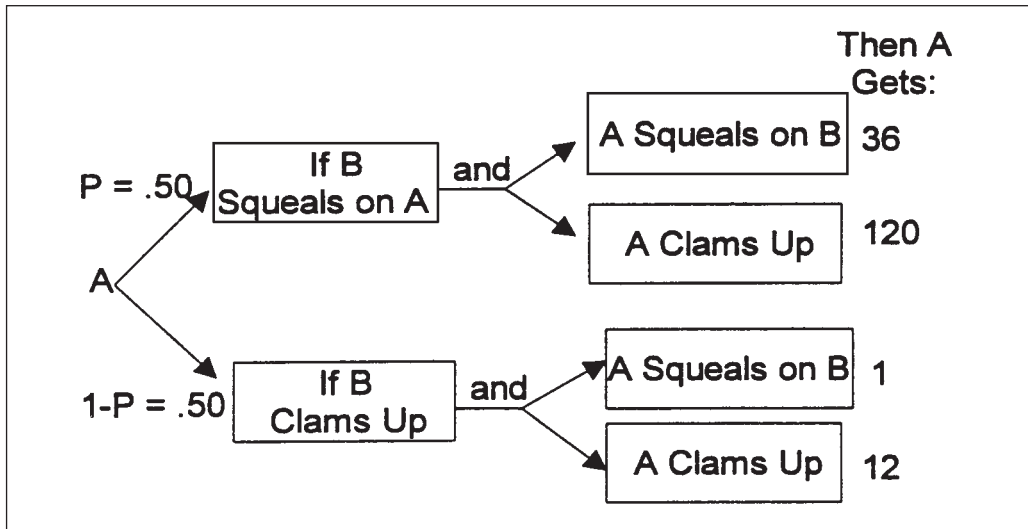 Then A
Gets:
If B
Squeals on A
P = .50
and
A Squeals on B
36
A Clams Up
120
A
If B
Clams Up
1-P = .50
and
A Squeals on B
1
A Clams Up
12